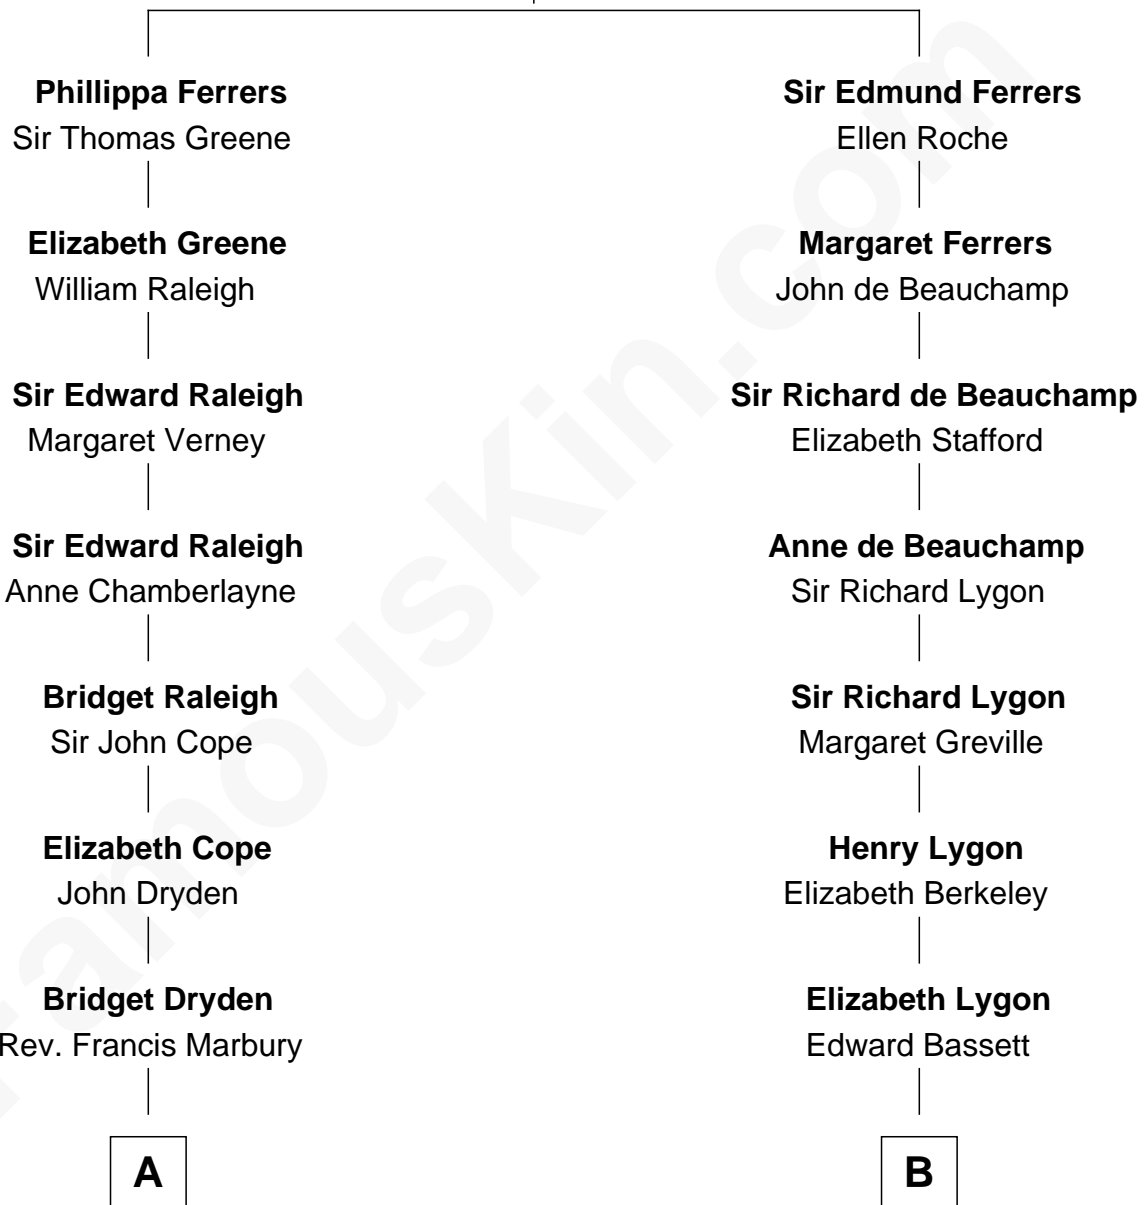 Phillippa Ferrers
Sir Thomas Greene
Elizabeth Greene
William Raleigh
Sir Edward Raleigh
Margaret Verney
Sir Edward Raleigh
Anne Chamberlayne
Bridget Raleigh
Sir John Cope
Elizabeth Cope
John Dryden
Bridget Dryden
Rev. Francis Marbury
A
Sir Edmund Ferrers
Ellen Roche
Margaret Ferrers
John de Beauchamp
Sir Richard de Beauchamp
Elizabeth Stafford
Anne de Beauchamp
Sir Richard Lygon
Sir Richard Lygon
Margaret Greville
Henry Lygon
Elizabeth Berkeley
Elizabeth Lygon
Edward Bassett
B
FamousKin.com